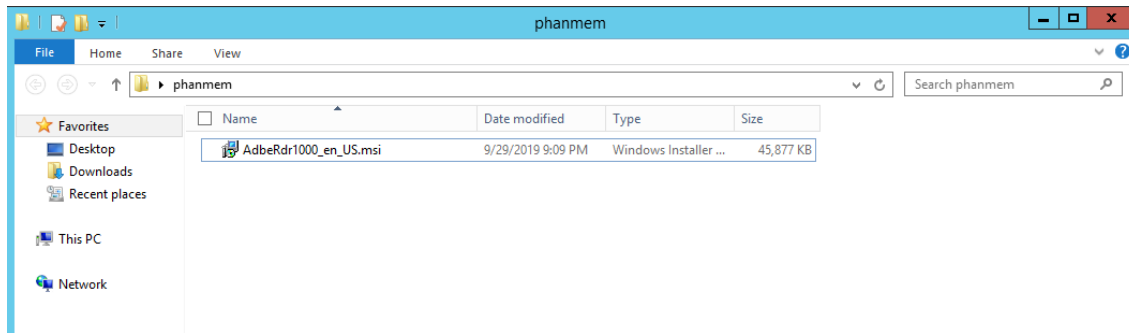 phanmem
File Home Share View
phanmem Search phanmem
Favorites
Desktop
Downloads
Recent places
This PC
Network
Name Date modified Type Size
AdbeRdr1000_en_US.msi 9/29/2019 9:09 PM Windows Installer ... 45,877 KB